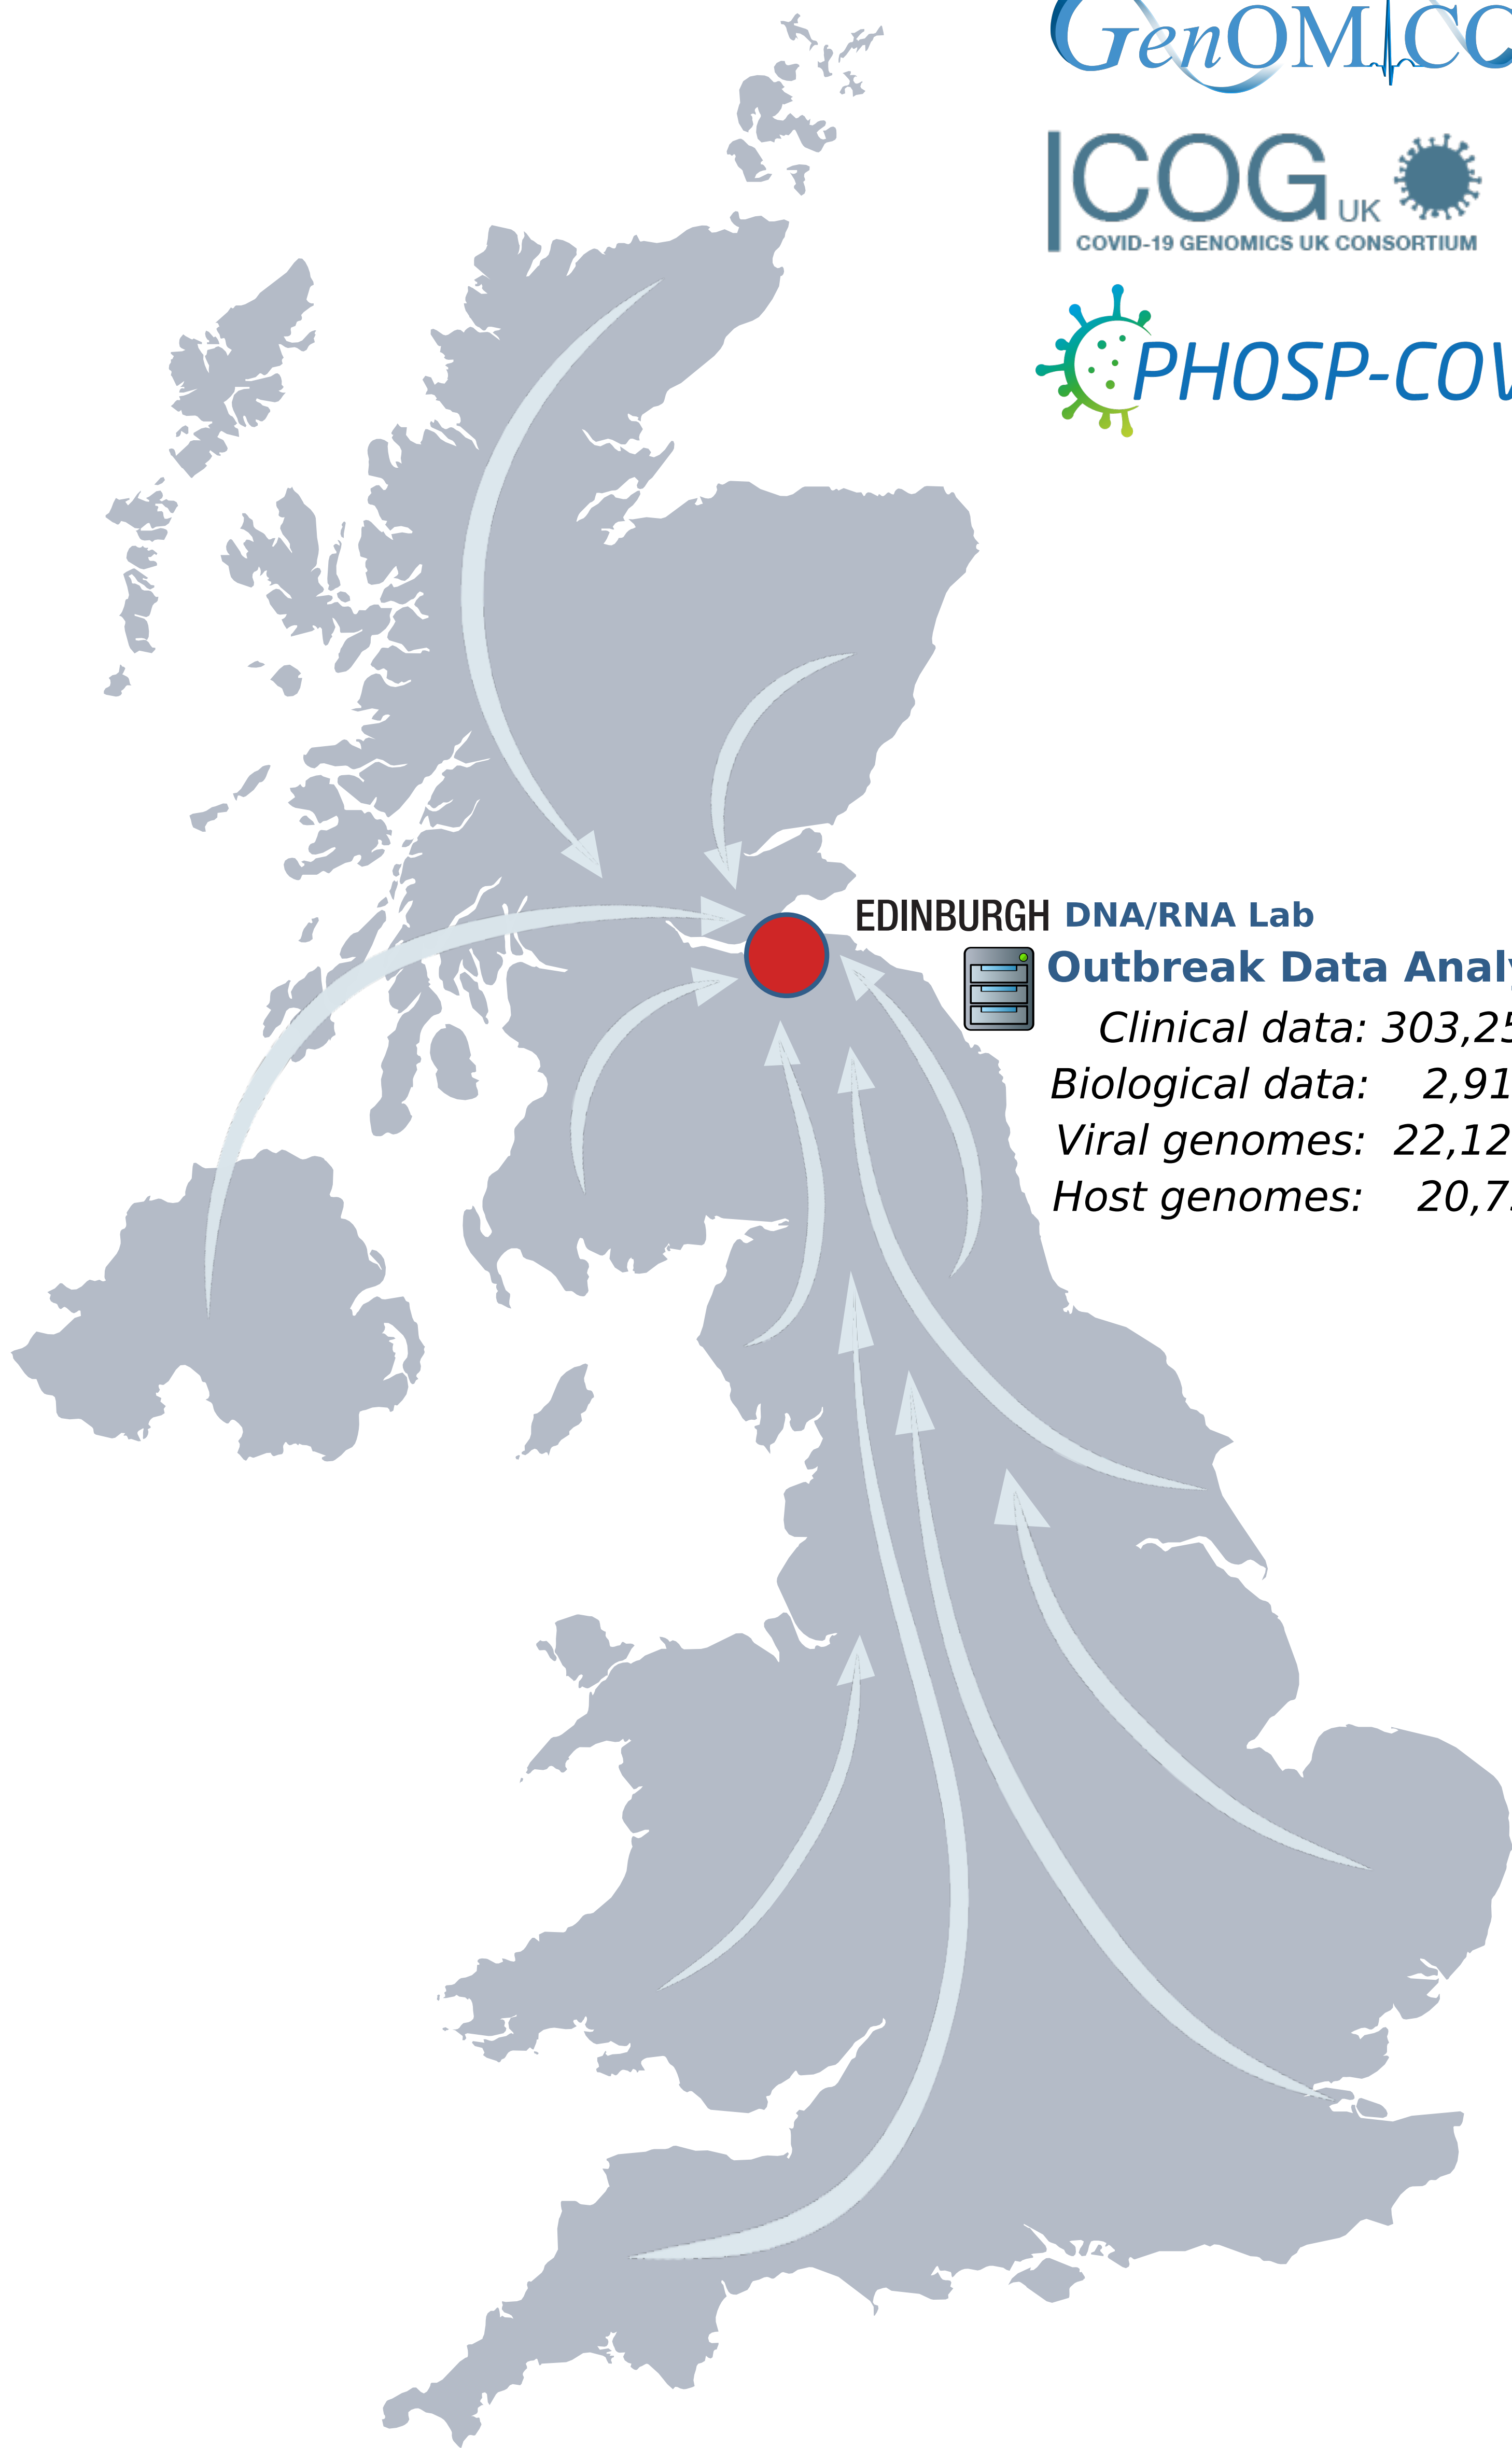 GenOMICC
COG UK
COVID-19 GENOMICS UK CONSORTIUM
PHOSP-COV
EDINBURGH DNA/RNA Lab
Outbreak Data Analy
Clinical data: 303,25
Biological data: 2,91
Viral genomes: 22,12
Host genomes: 20,7